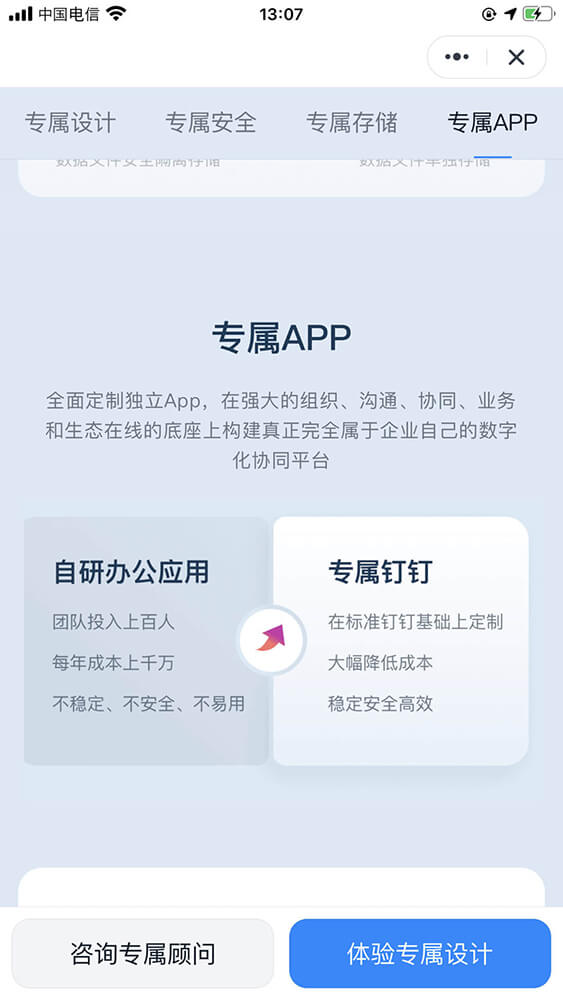 中国电信
13:07
专属设计 专属安全 专属存储 专属APP
数据文件安全隔离存储 数据文件单独存储
专属APP
全面定制独立App，在强大的组织、沟通、协同、业务
和生态在线的底座上构建真正完全属于企业自己的数字
化协同平台
自研办公应用
团队投入上百人
每年成本上千万
不稳定、不安全、不易用
专属钉钉
在标准钉钉基础上定制
大幅降低成本
稳定安全高效
咨询专属顾问 体验专属设计